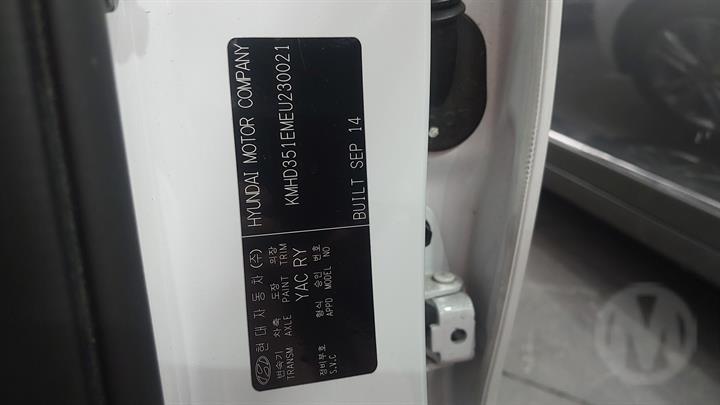 현대자동차(주) HYUNDAI MOTOR COMPANY
변속기 차축 도장 의장
TRANSM AXLE PAINT TRIM
YAC RY
KMHD351EMEU230021
형식 승인 번호
APPD MODEL NO
정비부호
S.V.C
BUILT SEP 14
M